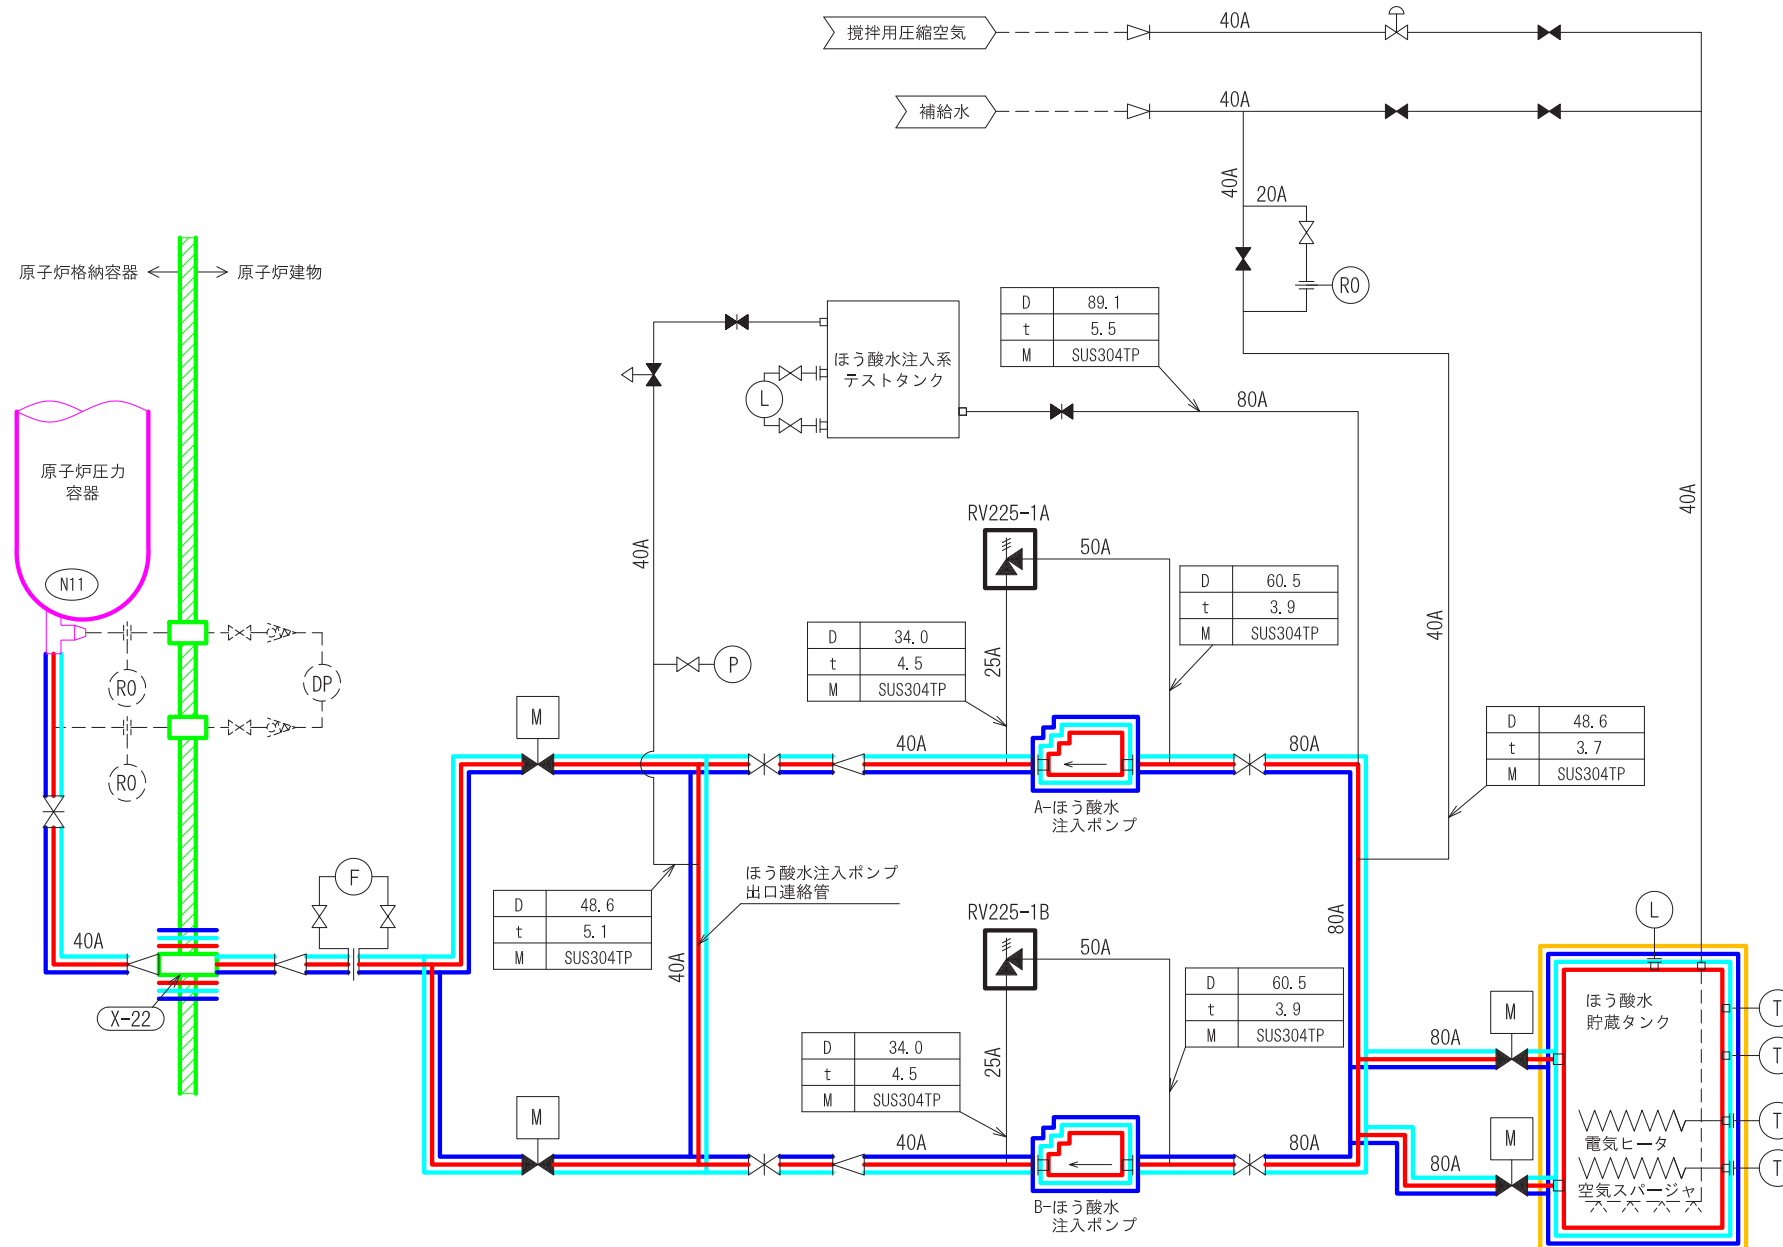 撹拌用圧縮空気
40A
補給水
40A
40A
20A
RO
原子炉格納容器
原子炉建物
ほう酸水注入系
テストタンク
L
D 89.1
t 5.5
M SUS304TP
80A
40A
原子炉圧力
容器
N11
40A
RV225-1A
50A
D 60.5
t 3.9
M SUS304TP
D 34.0
t 4.5
M SUS304TP
25A
40A
P
RO
DP
RO
M
40A
80A
D 48.6
t 3.7
M SUS304TP
A-ほう酸水
注入ポンプ
F
ほう酸水注入ポンプ
出口連絡管
D 48.6
t 5.1
M SUS304TP
40A
40A
X-22
RV225-1B
50A
80A
L
D 60.5
t 3.9
M SUS304TP
25A
D 34.0
t 4.5
M SUS304TP
M
80A
ほう酸水
貯蔵タンク
T
T
M
40A
80A
M
80A
電気ヒータ
T
空気スパージャ
T
B-ほう酸水
注入ポンプ